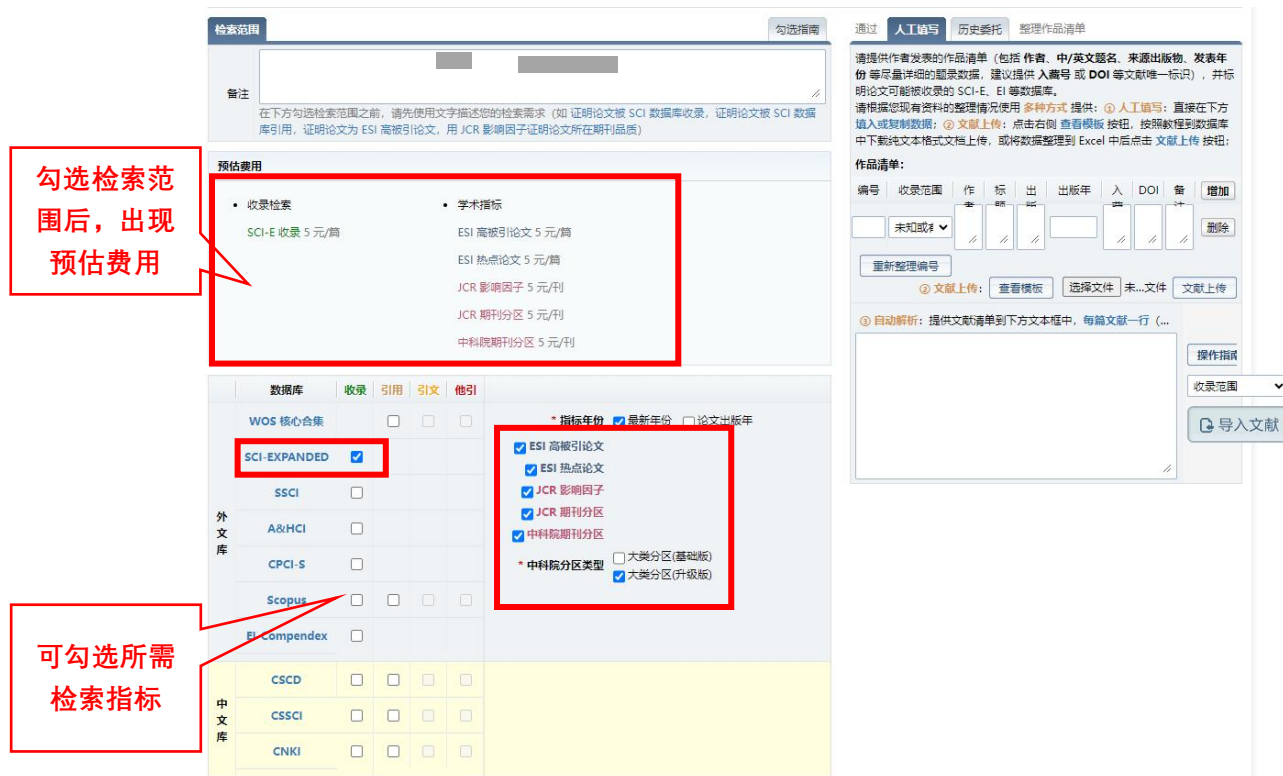 检索范围
勾选指南
备注
在下方勾选检索范围之前，请先使用文字描述您的检索需求（如 证明论文被 SCI 数据库收录，证明论文被 SCI 数据
库引用，证明论文为 ESI 高被引论文，用 JCR 影响因子证明论文所在期刊品质）
预估费用
• 收录检索
• 学术指标
SCI-E 收录 5 元/篇
ESI 高被引论文 5 元/篇
ESI 热点论文 5 元/篇
JCR 影响因子 5 元/刊
JCR 期刊分区 5 元/刊
中科院期刊分区 5 元/刊
勾选检索范
围后，出现
预估费用
数据库 收录 引用 引文 他引
外文库
WOS 核心合集
SCI-EXPANDED
SSCI
A&HCI
CPCI-S
Scopus
EI-Compendex
* 指标年份 最新年份 论文出版年
ESI 高被引论文
ESI 热点论文
JCR 影响因子
JCR 期刊分区
中科院期刊分区
* 中科院分区类型
大类分区(基础版)
大类分区(升级版)
可勾选所需
检索指标
中文库
CSCD
CSSCI
CNKI
通过 人工填写 历史委托 整理作品清单
请提供作者发表的作品清单（包括 作者、中/英文题名、来源出版物、发表年
份 等尽量详细的题录数据，建议提供 入藏号 或 DOI 等文献唯一标识），并标
明论文可能被收录的 SCI-E、EI 等数据库。
请根据您现有资料的整理情况使用 多种方式 提供：① 人工填写：直接在下方
填入或复制数据；② 文献上传：点击右侧 查看模板 按钮，按照教程到数据库
中下载纯文本格式文档上传，或将数据整理到 Excel 中后点击 文献上传 按钮；
作品清单：
编号 收录范围 作者 标题 出版 出版年 入藏 DOI 备注 增加
未知或 删除
重新整理编号
② 文献上传： 查看模板 选择文件 未...文件 文献上传
③ 自动解析：提供文献清单到下方文本框中，每篇文献一行（...
操作指南
收录范围
导入文献